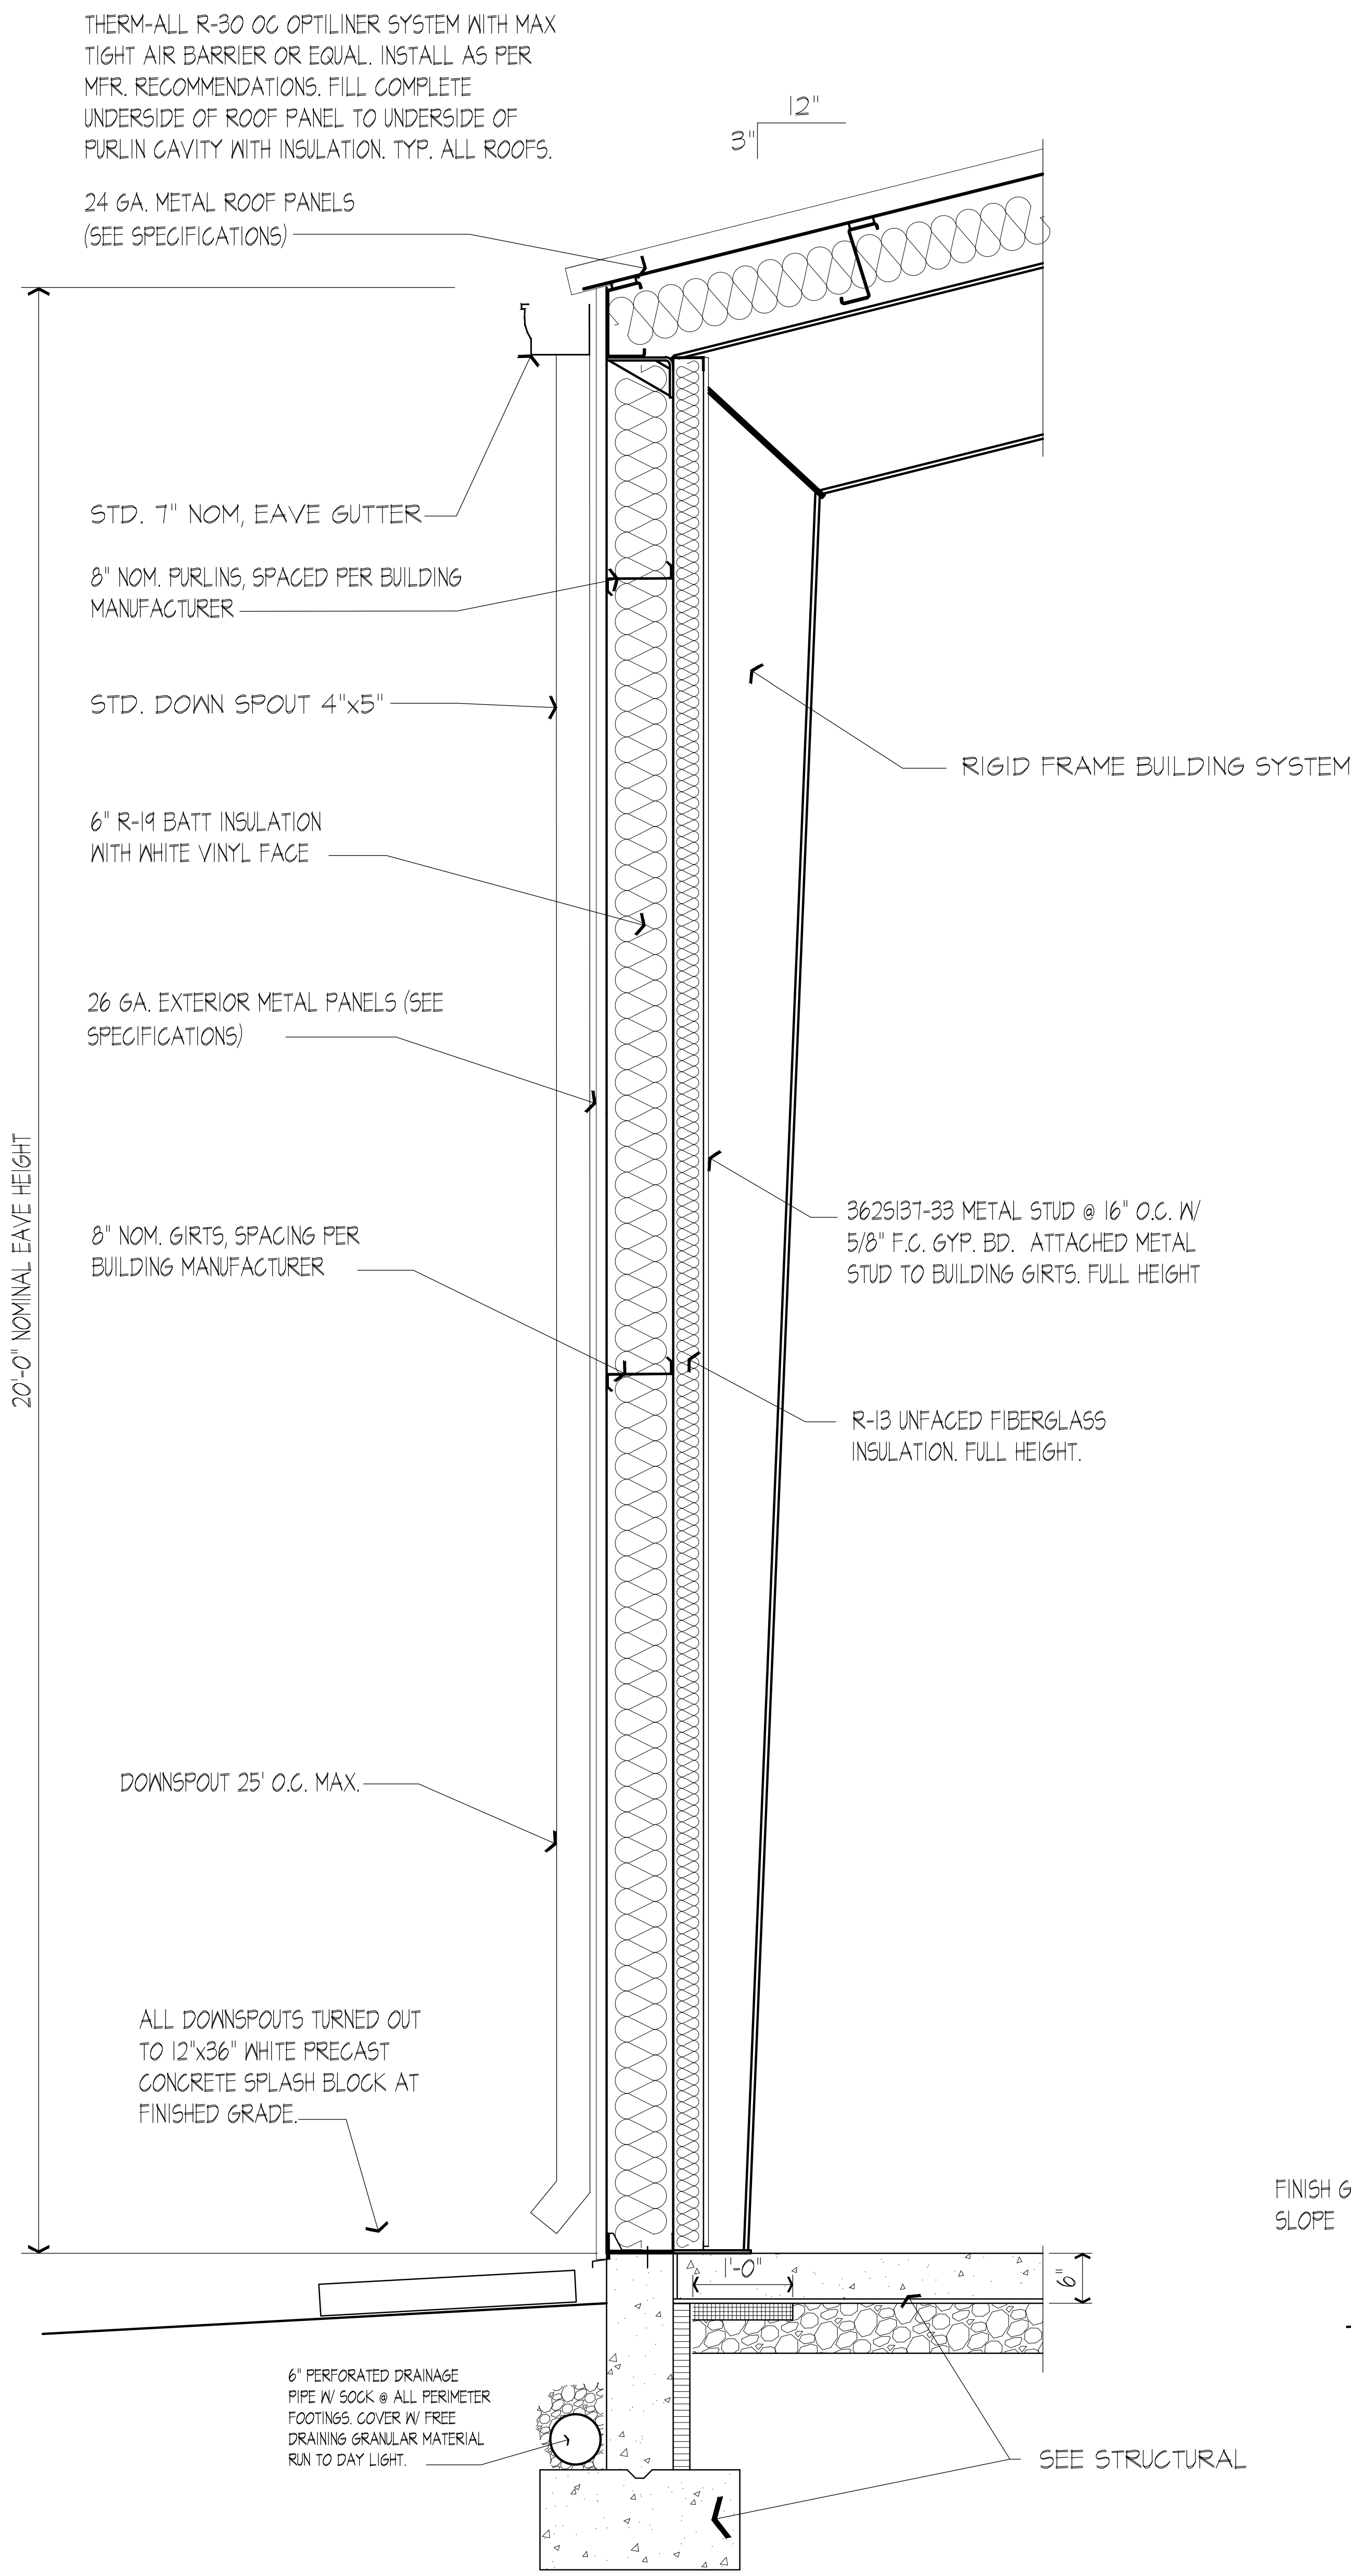 THERM-ALL R-30 OC OPTILINER SYSTEM WITH MAX
TIGHT AIR BARRIER OR EQUAL. INSTALL AS PER
MFR. RECOMMENDATIONS. FILL COMPLETE
UNDERSIDE OF ROOF PANEL TO UNDERSIDE OF
PURLIN CAVITY WITH INSULATION. TYP. ALL ROOFS.
12"
3"
24 GA. METAL ROOF PANELS
(SEE SPECIFICATIONS)
STD. 7" NOM, EAVE GUTTER
8" NOM. PURLINS, SPACED PER BUILDING
MANUFACTURER
STD. DOWN SPOUT 4"x5"
RIGID FRAME BUILDING SYSTEM
6" R-19 BATT INSULATION
WITH WHITE VINYL FACE
26 GA. EXTERIOR METAL PANELS (SEE
SPECIFICATIONS)
20'-0" NOMINAL EAVE HEIGHT
362S137-33 METAL STUD @ 16" O.C. W/
5/8" F.C. GYP. BD. ATTACHED METAL
STUD TO BUILDING GIRTS. FULL HEIGHT
8" NOM. GIRTS, SPACING PER
BUILDING MANUFACTURER
R-13 UNFACED FIBERGLASS
INSULATION. FULL HEIGHT.
DOWNSPOUT 25' O.C. MAX.
ALL DOWNSPOUTS TURNED OUT
TO 12"x36" WHITE PRECAST
CONCRETE SPLASH BLOCK AT
FINISHED GRADE.
FINISH G
SLOPE
1'-0"
6"
6" PERFORATED DRAINAGE
PIPE W/ SOCK @ ALL PERIMETER
FOOTINGS. COVER W/ FREE
DRAINING GRANULAR MATERIAL
RUN TO DAY LIGHT.
SEE STRUCTURAL